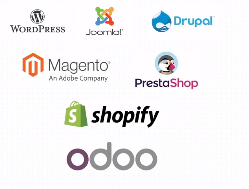 WORDPRESS
Joomla!
Drupal
Magento
An Adobe Company
PRESTASHOP
shopify
odoo